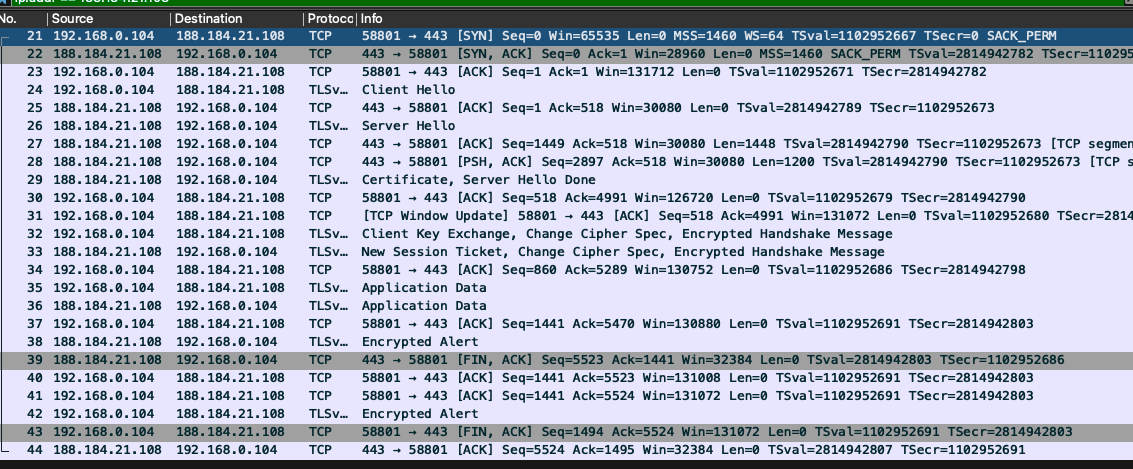 No. Source Destination Protoco Info
21 192.168.0.104 188.184.21.108 TCP 58801 → 443 [SYN] Seq=0 Win=65535 Len=0 MSS=1460 WS=64 TSval=1102952667 TSecr=0 SACK_PERM
22 188.184.21.108 192.168.0.104 TCP 443 → 58801 [SYN, ACK] Seq=0 Ack=1 Win=28960 Len=0 MSS=1460 SACK_PERM TSval=2814942782 TSecr=11029
23 192.168.0.104 188.184.21.108 TCP 58801 → 443 [ACK] Seq=1 Ack=1 Win=131712 Len=0 TSval=1102952671 TSecr=2814942782
24 192.168.0.104 188.184.21.108 TLSv… Client Hello
25 188.184.21.108 192.168.0.104 TCP 443 → 58801 [ACK] Seq=1 Ack=518 Win=30080 Len=0 TSval=2814942789 TSecr=1102952673
26 188.184.21.108 192.168.0.104 TLSv… Server Hello
27 188.184.21.108 192.168.0.104 TCP 443 → 58801 [ACK] Seq=1449 Ack=518 Win=30080 Len=1448 TSval=2814942790 TSecr=1102952673 [TCP segmen
28 188.184.21.108 192.168.0.104 TCP 443 → 58801 [PSH, ACK] Seq=2897 Ack=518 Win=30080 Len=1200 TSval=2814942790 TSecr=1102952673 [TCP s
29 188.184.21.108 192.168.0.104 TLSv… Certificate, Server Hello Done
30 192.168.0.104 188.184.21.108 TCP 58801 → 443 [ACK] Seq=518 Ack=4991 Win=126720 Len=0 TSval=1102952679 TSecr=2814942790
31 192.168.0.104 188.184.21.108 TCP [TCP Window Update] 58801 → 443 [ACK] Seq=518 Ack=4991 Win=131072 Len=0 TSval=1102952680 TSecr=2814
32 192.168.0.104 188.184.21.108 TLSv… Client Key Exchange, Change Cipher Spec, Encrypted Handshake Message
33 188.184.21.108 192.168.0.104 TLSv… New Session Ticket, Change Cipher Spec, Encrypted Handshake Message
34 192.168.0.104 188.184.21.108 TCP 58801 → 443 [ACK] Seq=860 Ack=5289 Win=130752 Len=0 TSval=1102952686 TSecr=2814942798
35 192.168.0.104 188.184.21.108 TLSv… Application Data
36 188.184.21.108 192.168.0.104 TLSv… Application Data
37 192.168.0.104 188.184.21.108 TCP 58801 → 443 [ACK] Seq=1441 Ack=5470 Win=130880 Len=0 TSval=1102952691 TSecr=2814942803
38 188.184.21.108 192.168.0.104 TLSv… Encrypted Alert
39 188.184.21.108 192.168.0.104 TCP 443 → 58801 [FIN, ACK] Seq=5523 Ack=1441 Win=32384 Len=0 TSval=2814942803 TSecr=1102952686
40 192.168.0.104 188.184.21.108 TCP 58801 → 443 [ACK] Seq=1441 Ack=5523 Win=131008 Len=0 TSval=1102952691 TSecr=2814942803
41 192.168.0.104 188.184.21.108 TCP 58801 → 443 [ACK] Seq=1441 Ack=5524 Win=131072 Len=0 TSval=1102952691 TSecr=2814942803
42 192.168.0.104 188.184.21.108 TLSv… Encrypted Alert
43 192.168.0.104 188.184.21.108 TCP 58801 → 443 [FIN, ACK] Seq=1494 Ack=5524 Win=131072 Len=0 TSval=1102952691 TSecr=2814942803
44 188.184.21.108 192.168.0.104 TCP 443 → 58801 [ACK] Seq=5524 Ack=1495 Win=32384 Len=0 TSval=2814942807 TSecr=1102952691